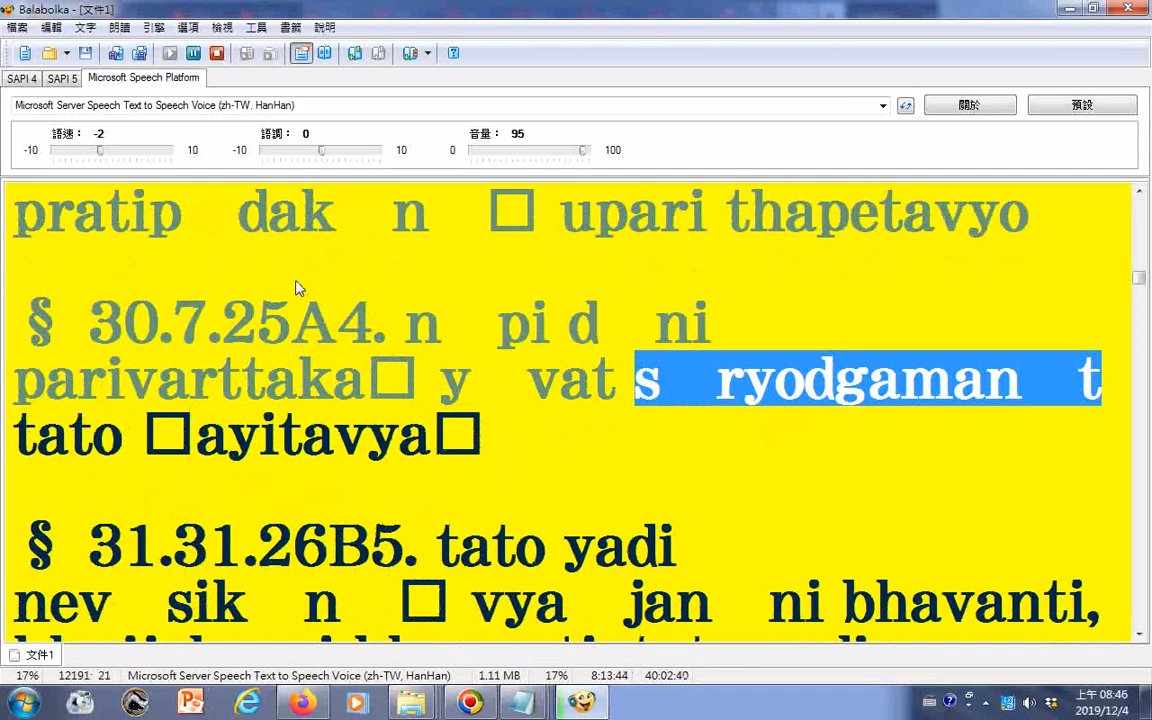 Balabolka - [文件1]
檔案 編輯 文字 朗讀 引擎 選項 檢視 工具 書籤 說明
SAPI 4 SAPI 5 Microsoft Speech Platform
Microsoft Server Speech Text to Speech Voice (zh-TW, HanHan) 關於 預設
語速： -2 語調： 0 音量： 95
-10 10 -10 10 0 100
pratip dak n □ upari thapetavyo
§ 30.7.25A4. n pi d ni
parivarttaka□ y vat s ryodgaman t
tato □ayitavya□
§ 31.31.26B5. tato yadi
nev sik n □ vya jan ni bhavanti,
文件1
17% 12191: 21 Microsoft Server Speech Text to Speech Voice (zh-TW, HanHan) 1.11 MB 17% 8:13:44 40:02:40
上午 08:46
2019/12/4